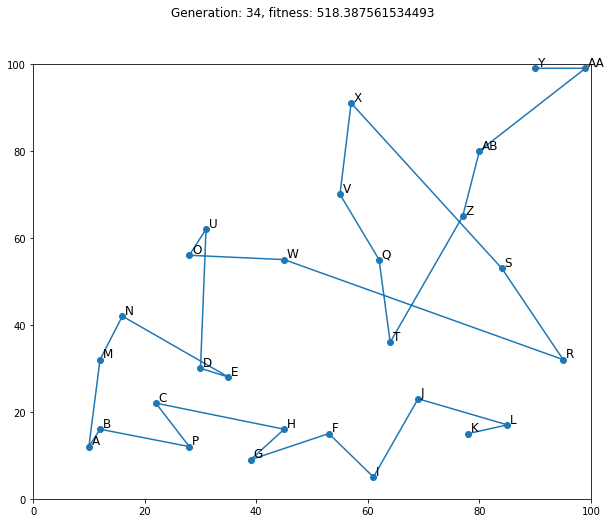 Generation: 34, fitness: 518.387561534493
100
Y
AA
X
80
AB
V
Z
U
60
O
W
Q
S
N
40
T
M
R
D
E
J
20
C
B
H
L
F
K
A
P
G
I
0
0 20 40 60 80 100